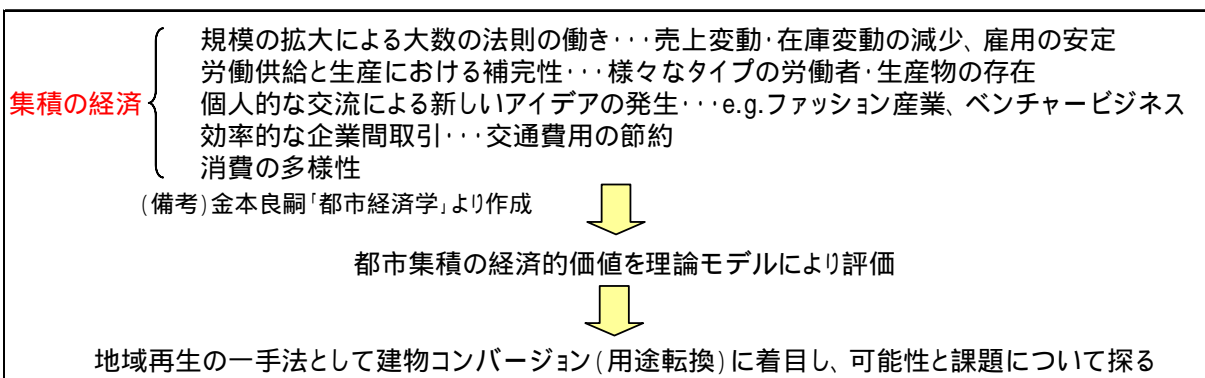 規模の拡大による大数の法則の働き･･･売上変動･在庫変動の減少、雇用の安定
労働供給と生産における補完性･･･様々なタイプの労働者･生産物の存在
集積の経済
個人的な交流による新しいアイデアの発生･･･e.g.ファッション産業、ベンチャービジネス
効率的な企業間取引･･･交通費用の節約
消費の多様性
(備考)金本良嗣｢都市経済学｣より作成
都市集積の経済的価値を理論モデルにより評価
地域再生の一手法として建物コンバージョン(用途転換)に着目し、可能性と課題について探る